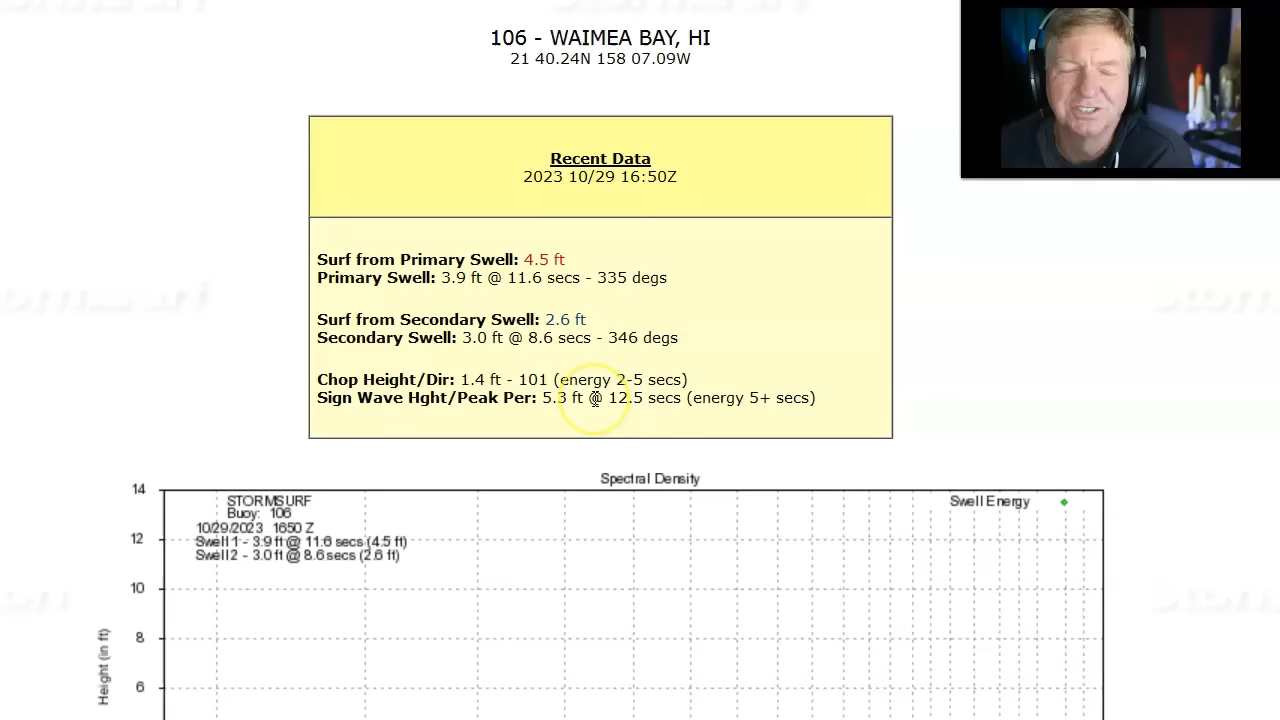 106 - WAIMEA BAY, HI
21 40.24N 158 07.09W
Recent Data
2023 10/29 16:50Z
Surf from Primary Swell: 4.5 ft
Primary Swell: 3.9 ft @ 11.6 secs - 335 degs
Surf from Secondary Swell: 2.6 ft
Secondary Swell: 3.0 ft @ 8.6 secs - 346 degs
Chop Height/Dir: 1.4 ft - 101 (energy 2-5 secs)
Sign Wave Hght/Peak Per: 5.3 ft @ 12.5 secs (energy 5+ secs)
Spectral Density
14
STORMSURF
Swell Energy
Buoy: 106
10/29/2023 1650 Z
12
Swell 1 - 3.9 ft @ 11.6 secs (4.5 ft)
Swell2 - 3.0 ft @ 8.6 secs (2.6 ft)
10
8
Height (in ft)
6